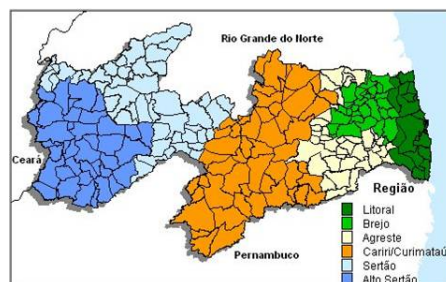 Rio Grande do Norte
Ceará
Pernambuco
Região
Litoral
Brejo
Agreste
Cariri/Curimataú
Sertão
Alto Sertão